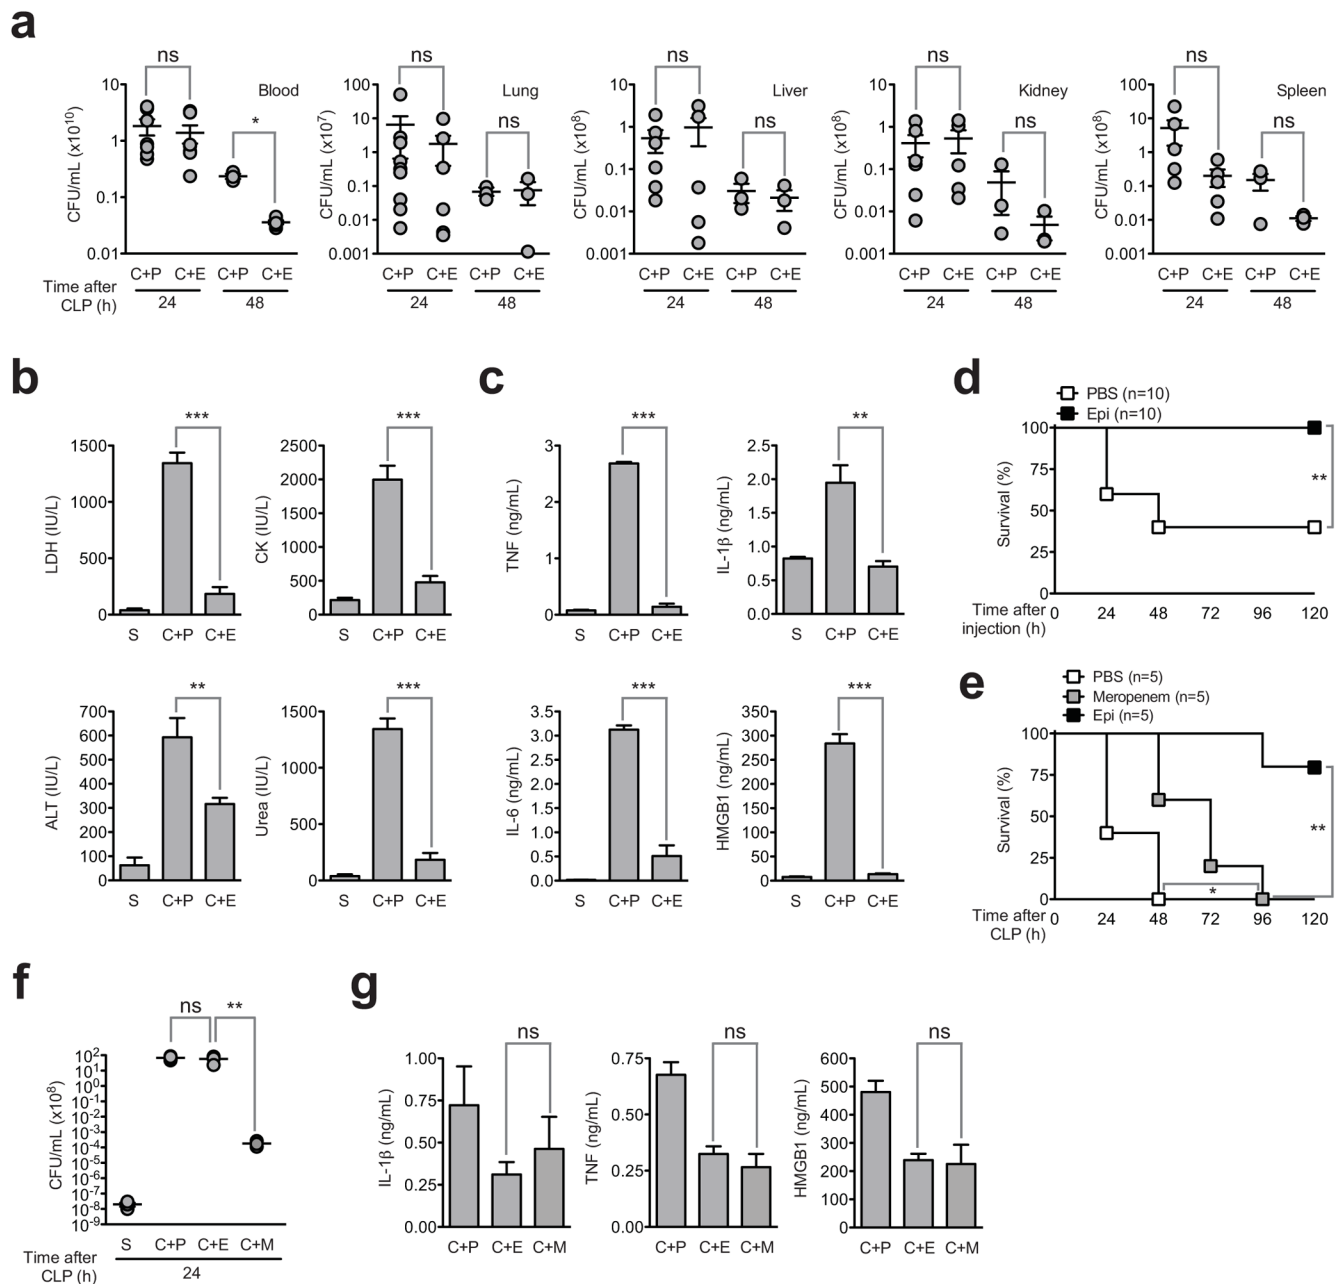 a
ns
ns
ns
ns
ns
10
1
0.1
0.01
CFU/mL (x10¹⁰)
Blood
*
100
10
1
0.1
0.01
0.001
CFU/mL (x10⁷)
Lung
ns
10
1
0.1
0.01
0.001
CFU/mL (x10⁸)
Liver
ns
10
1
0.1
0.01
0.001
CFU/mL (x10⁸)
Kidney
ns
100
10
1
0.1
0.01
0.001
CFU/mL (x10⁸)
Spleen
ns
C+P C+E C+P C+E
C+P C+E C+P C+E
C+P C+E C+P C+E
C+P C+E C+P C+E
C+P C+E C+P C+E
Time after
CLP (h)
24 48
24 48
24 48
24 48
24 48
b
***
1500
1000
500
0
LDH (IU/L)
S C+P C+E
***
2500
2000
1500
1000
500
0
CK (IU/L)
S C+P C+E
**
700
600
500
400
300
200
100
0
ALT (IU/L)
S C+P C+E
***
1500
1000
500
0
Urea (IU/L)
S C+P C+E
c
***
3
2
1
0
TNF (ng/mL)
S C+P C+E
**
2.5
2.0
1.5
1.0
0.5
0.0
IL-1β (ng/mL)
S C+P C+E
***
3.5
3.0
2.5
2.0
1.5
1.0
0.5
0.0
IL-6 (ng/mL)
S C+P C+E
***
350
300
250
200
150
100
50
0
HMGB1 (ng/mL)
S C+P C+E
d
PBS (n=10)
Epi (n=10)
100
75
50
25
0
Survival (%)
**
Time after
injection (h)
0 24 48 72 96 120
e
PBS (n=5)
Meropenem (n=5)
Epi (n=5)
100
75
50
25
0
Survival (%)
**
*
Time after
CLP (h)
0 24 48 72 96 120
f
ns **
10²
10¹
10⁰
10⁻¹
10⁻²
10⁻³
10⁻⁴
10⁻⁵
10⁻⁶
10⁻⁷
10⁻⁸
10⁻⁹
CFU/mL (x10⁸)
S C+P C+E C+M
Time after
CLP (h)
24
g
ns
1.00
0.75
0.50
0.25
0.00
IL-1β (ng/mL)
C+P C+E C+M
ns
0.75
0.50
0.25
0.00
TNF (ng/mL)
C+P C+E C+M
ns
600
500
400
300
200
100
0
HMGB1 (ng/mL)
C+P C+E C+M